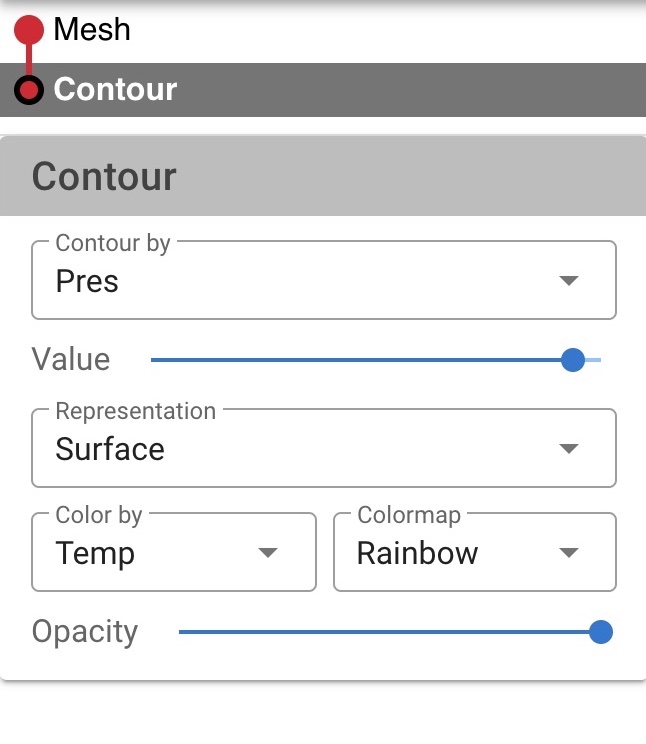 Mesh
Contour
Contour
Contour by
Pres
Value
Representation
Surface
Color by
Colormap
Temp
Rainbow
Opacity